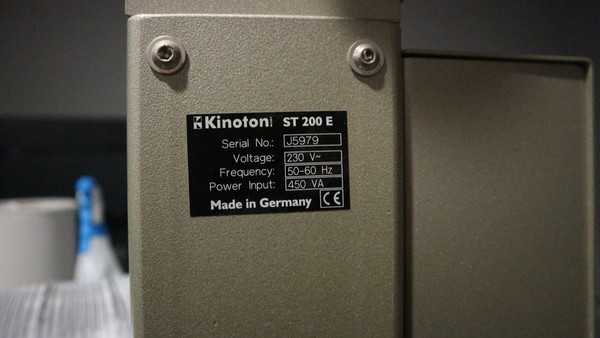 Kinoton ST 200 E
Serial No.: J5979
Voltage: 230 V~
Frequency: 50-60 Hz
Power Input: 450 VA
Made in Germany CE